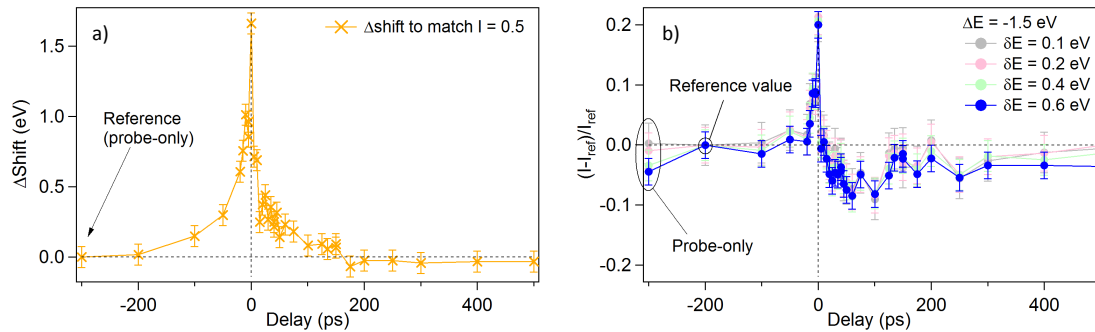 a)
Δshift to match I = 0.5
Reference
(probe-only)
ΔShift (eV)
1.5
1.0
0.5
0.0
-200
0
200
400
Delay (ps)
b)
ΔE = -1.5 eV
δE = 0.1 eV
δE = 0.2 eV
δE = 0.4 eV
δE = 0.6 eV
Reference value
Probe-only
(I-Iref)/Iref
0.2
0.1
0.0
-0.1
-0.2
-200
0
200
400
Delay (ps)